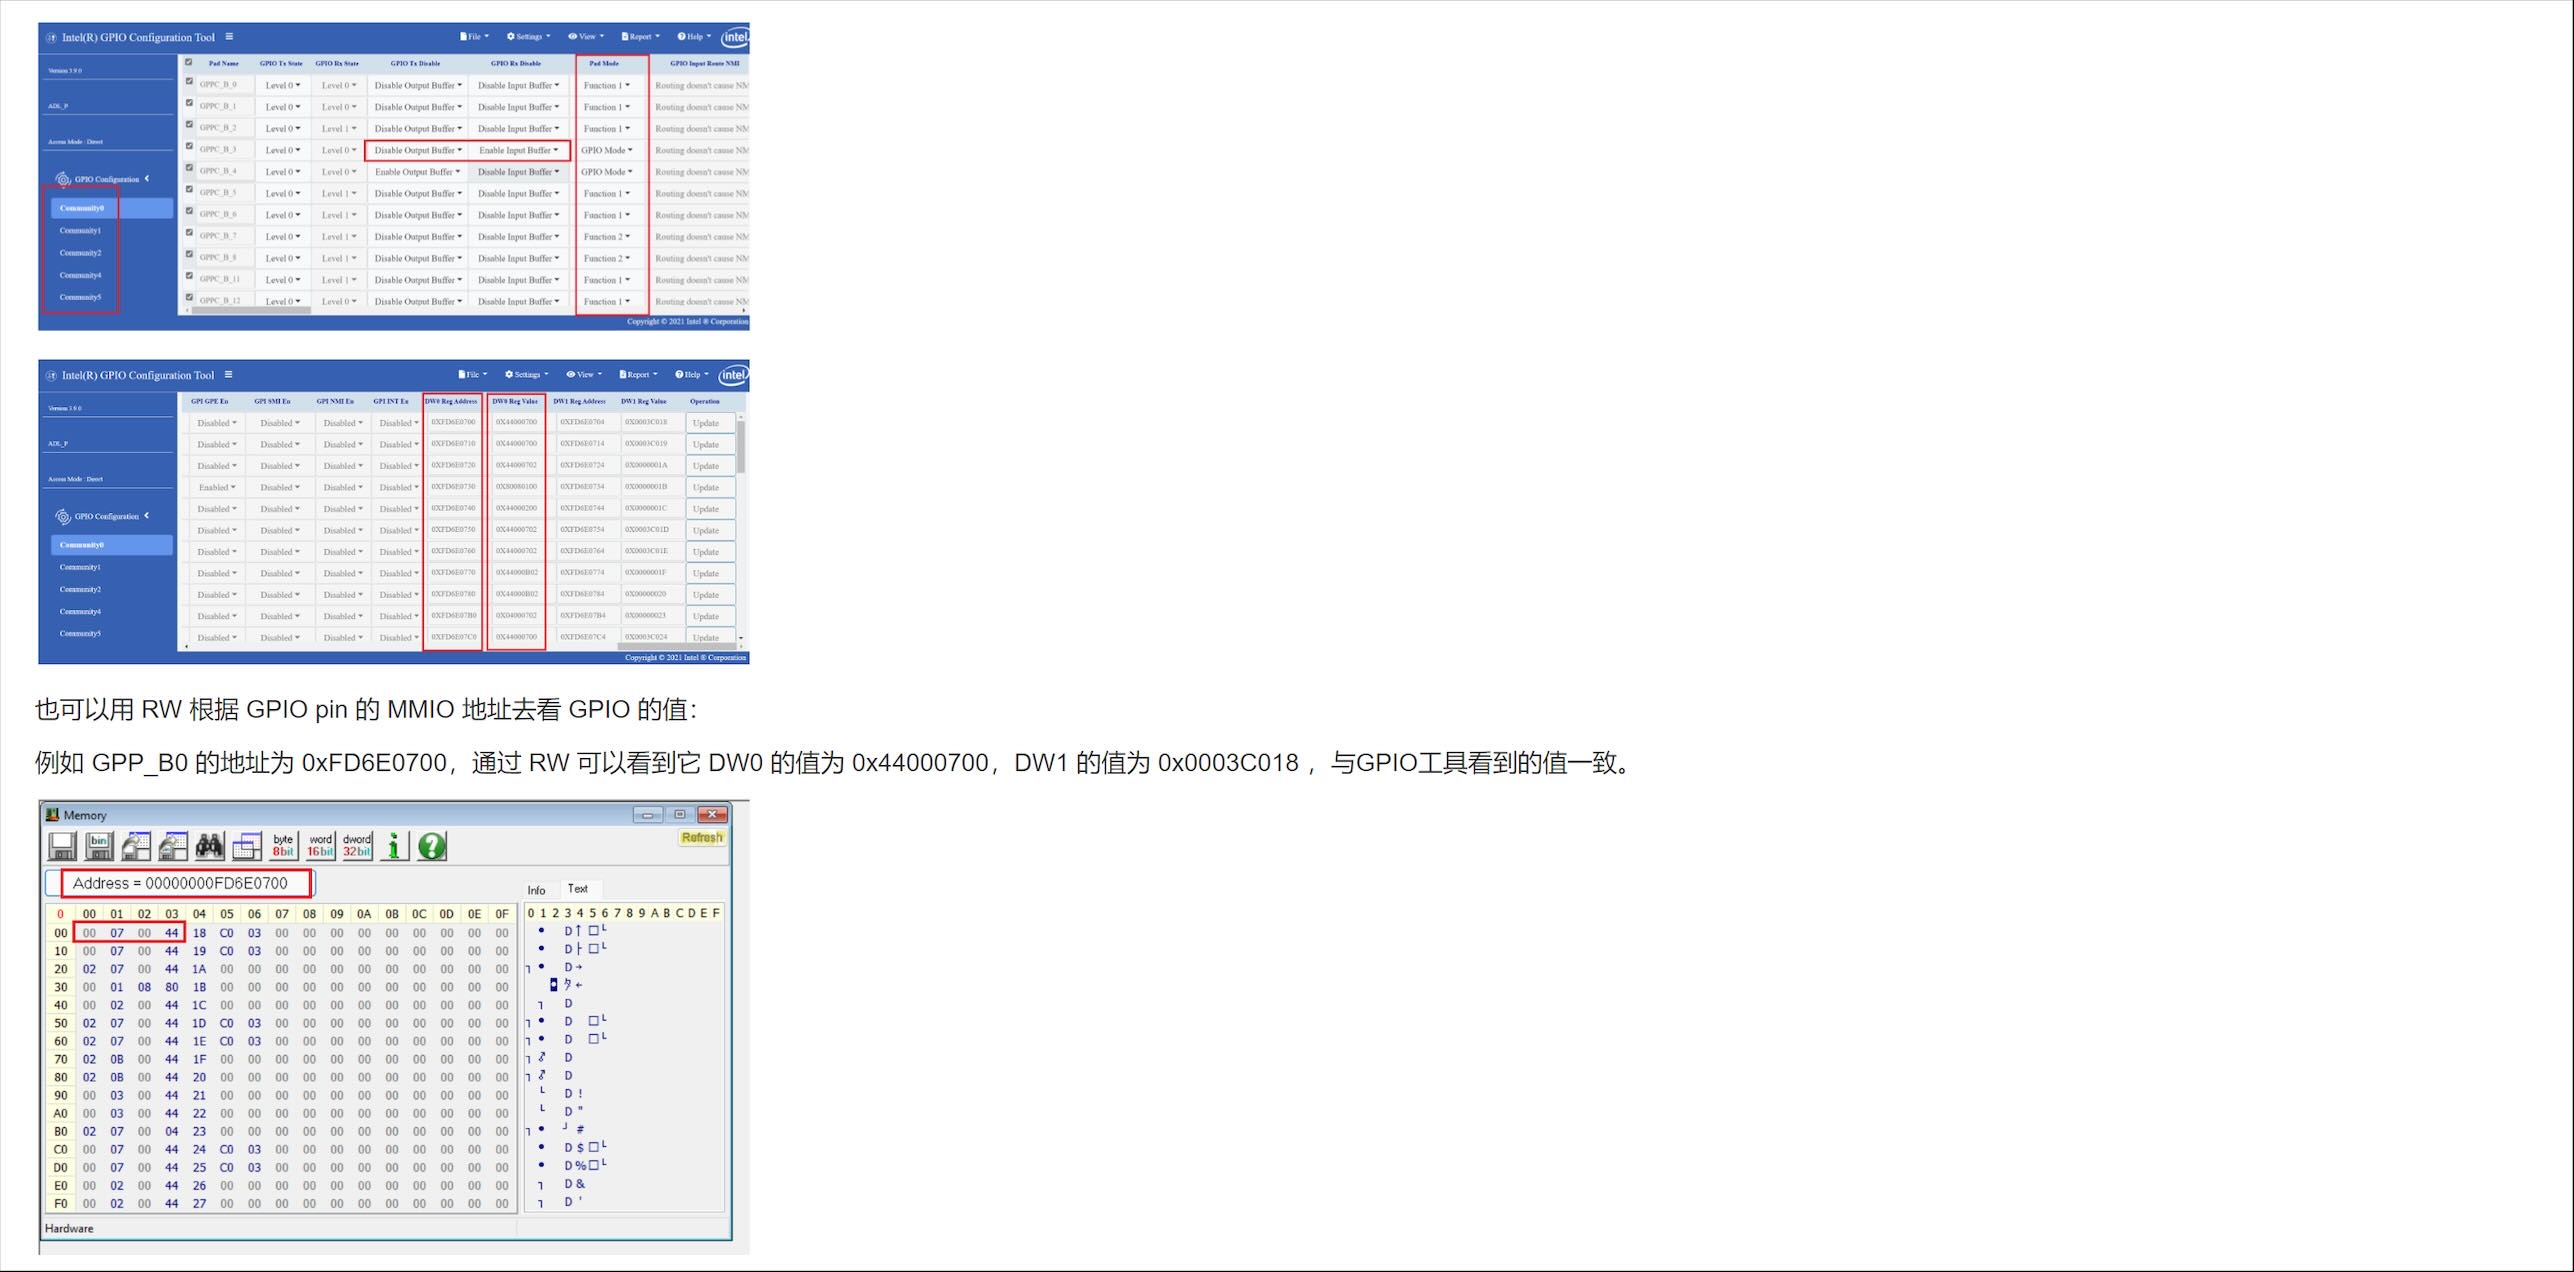 Intel(R) GPIO Configuration Tool ☰ File Settings View Report Help intel
Version 3.9.0
ADL_P
Access Mode : Direct
GPIO Configuration
Community0
Community1
Community2
Community4
Community5
Pad Name GPIO Tx State GPIO Rx State GPIO Tx Disable GPIO Rx Disable Pad Mode GPIO Input Route NMI
GPPC_B_0 Level 0 Level 0 Disable Output Buffer Disable Input Buffer Function 1 Routing doesn't cause NM
GPPC_B_1 Level 0 Level 0 Disable Output Buffer Disable Input Buffer Function 1 Routing doesn't cause NM
GPPC_B_2 Level 0 Level 1 Disable Output Buffer Disable Input Buffer Function 1 Routing doesn't cause NM
GPPC_B_3 Level 0 Level 0 Disable Output Buffer Enable Input Buffer GPIO Mode Routing doesn't cause NM
GPPC_B_4 Level 0 Level 0 Enable Output Buffer Disable Input Buffer GPIO Mode Routing doesn't cause NM
GPPC_B_5 Level 0 Level 1 Disable Output Buffer Disable Input Buffer Function 1 Routing doesn't cause NM
GPPC_B_6 Level 0 Level 1 Disable Output Buffer Disable Input Buffer Function 1 Routing doesn't cause NM
GPPC_B_7 Level 0 Level 1 Disable Output Buffer Disable Input Buffer Function 2 Routing doesn't cause NM
GPPC_B_8 Level 0 Level 1 Disable Output Buffer Disable Input Buffer Function 2 Routing doesn't cause NM
GPPC_B_11 Level 0 Level 1 Disable Output Buffer Disable Input Buffer Function 1 Routing doesn't cause NM
GPPC_B_12 Level 0 Level 0 Disable Output Buffer Disable Input Buffer Function 1 Routing doesn't cause NM
Copyright © 2021 Intel ® Corporation
Intel(R) GPIO Configuration Tool ☰ File Settings View Report Help intel
Version 3.9.0
ADL_P
Access Mode : Direct
GPIO Configuration
Community0
Community1
Community2
Community4
Community5
GPI GPE En GPI SMI En GPI NMI En GPI INT En DW0 Reg Address DW0 Reg Value DW1 Reg Address DW1 Reg Value Operation
Disabled Disabled Disabled Disabled 0XFD6E0700 0X44000700 0XFD6E0704 0X0003C018 Update
Disabled Disabled Disabled Disabled 0XFD6E0710 0X44000700 0XFD6E0714 0X0003C019 Update
Disabled Disabled Disabled Disabled 0XFD6E0720 0X44000702 0XFD6E0724 0X0000001A Update
Enabled Disabled Disabled Disabled 0XFD6E0730 0X80080100 0XFD6E0734 0X0000001B Update
Disabled Disabled Disabled Disabled 0XFD6E0740 0X44000200 0XFD6E0744 0X0000001C Update
Disabled Disabled Disabled Disabled 0XFD6E0750 0X44000702 0XFD6E0754 0X0003C01D Update
Disabled Disabled Disabled Disabled 0XFD6E0760 0X44000702 0XFD6E0764 0X0003C01E Update
Disabled Disabled Disabled Disabled 0XFD6E0770 0X44000B02 0XFD6E0774 0X0000001F Update
Disabled Disabled Disabled Disabled 0XFD6E0780 0X44000B02 0XFD6E0784 0X00000020 Update
Disabled Disabled Disabled Disabled 0XFD6E07B0 0X04000702 0XFD6E07B4 0X00000023 Update
Disabled Disabled Disabled Disabled 0XFD6E07C0 0X44000700 0XFD6E07C4 0X0003C024 Update
Copyright © 2021 Intel ® Corporation
也可以用 RW 根据 GPIO pin 的 MMIO 地址去看 GPIO 的值：
例如 GPP_B0 的地址为 0xFD6E0700，通过 RW 可以看到它 DW0 的值为 0x44000700，DW1 的值为 0x0003C018 ，与GPIO工具看到的值一致。
Memory
bin byte 8bit word 16bit dword 32bit Refresh
Address = 00000000FD6E0700
Info Text
0 00 01 02 03 04 05 06 07 08 09 0A 0B 0C 0D 0E 0F 0 1 2 3 4 5 6 7 8 9 A B C D E F
00 00 07 00 44 18 C0 03 00 00 00 00 00 00 00 00 00 • D↑□└
10 00 07 00 44 19 C0 03 00 00 00 00 00 00 00 00 00 • D├□└
20 02 07 00 44 1A 00 00 00 00 00 00 00 00 00 00 00 ┐• D→
30 00 01 08 80 1B 00 00 00 00 00 00 00 00 00 00 00 ◘ ←
40 00 02 00 44 1C 00 00 00 00 00 00 00 00 00 00 00 ┐ D
50 02 07 00 44 1D C0 03 00 00 00 00 00 00 00 00 00 ┐• D □└
60 02 07 00 44 1E C0 03 00 00 00 00 00 00 00 00 00 ┐• D □└
70 02 0B 00 44 1F 00 00 00 00 00 00 00 00 00 00 00 ┐♂ D
80 02 0B 00 44 20 00 00 00 00 00 00 00 00 00 00 00 ┐♂ D
90 00 03 00 44 21 00 00 00 00 00 00 00 00 00 00 00 └ D !
A0 00 03 00 44 22 00 00 00 00 00 00 00 00 00 00 00 └ D "
B0 02 07 00 04 23 00 00 00 00 00 00 00 00 00 00 00 ┐• ┘ #
C0 00 07 00 44 24 C0 03 00 00 00 00 00 00 00 00 00 • D $□└
D0 00 07 00 44 25 C0 03 00 00 00 00 00 00 00 00 00 • D %□└
E0 00 02 00 44 26 00 00 00 00 00 00 00 00 00 00 00 ┐ D &
F0 00 02 00 44 27 00 00 00 00 00 00 00 00 00 00 00 ┐ D '
Hardware